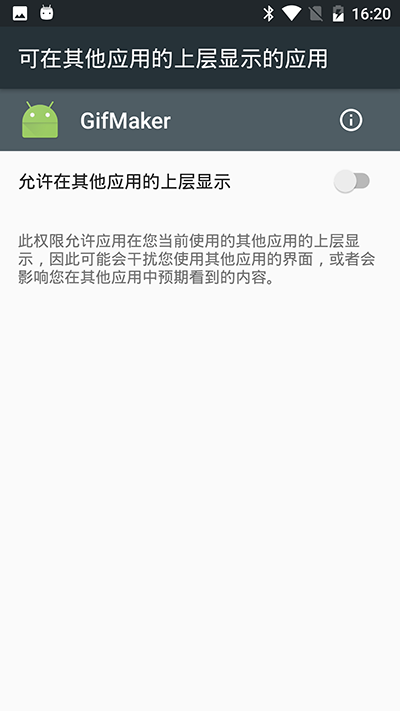 16:20
可在其他应用的上层显示的应用
GifMaker
允许在其他应用的上层显示
此权限允许应用在您当前使用的其他应用的上层显
示，因此可能会干扰您使用其他应用的界面，或者会
影响您在其他应用中预期看到的内容。